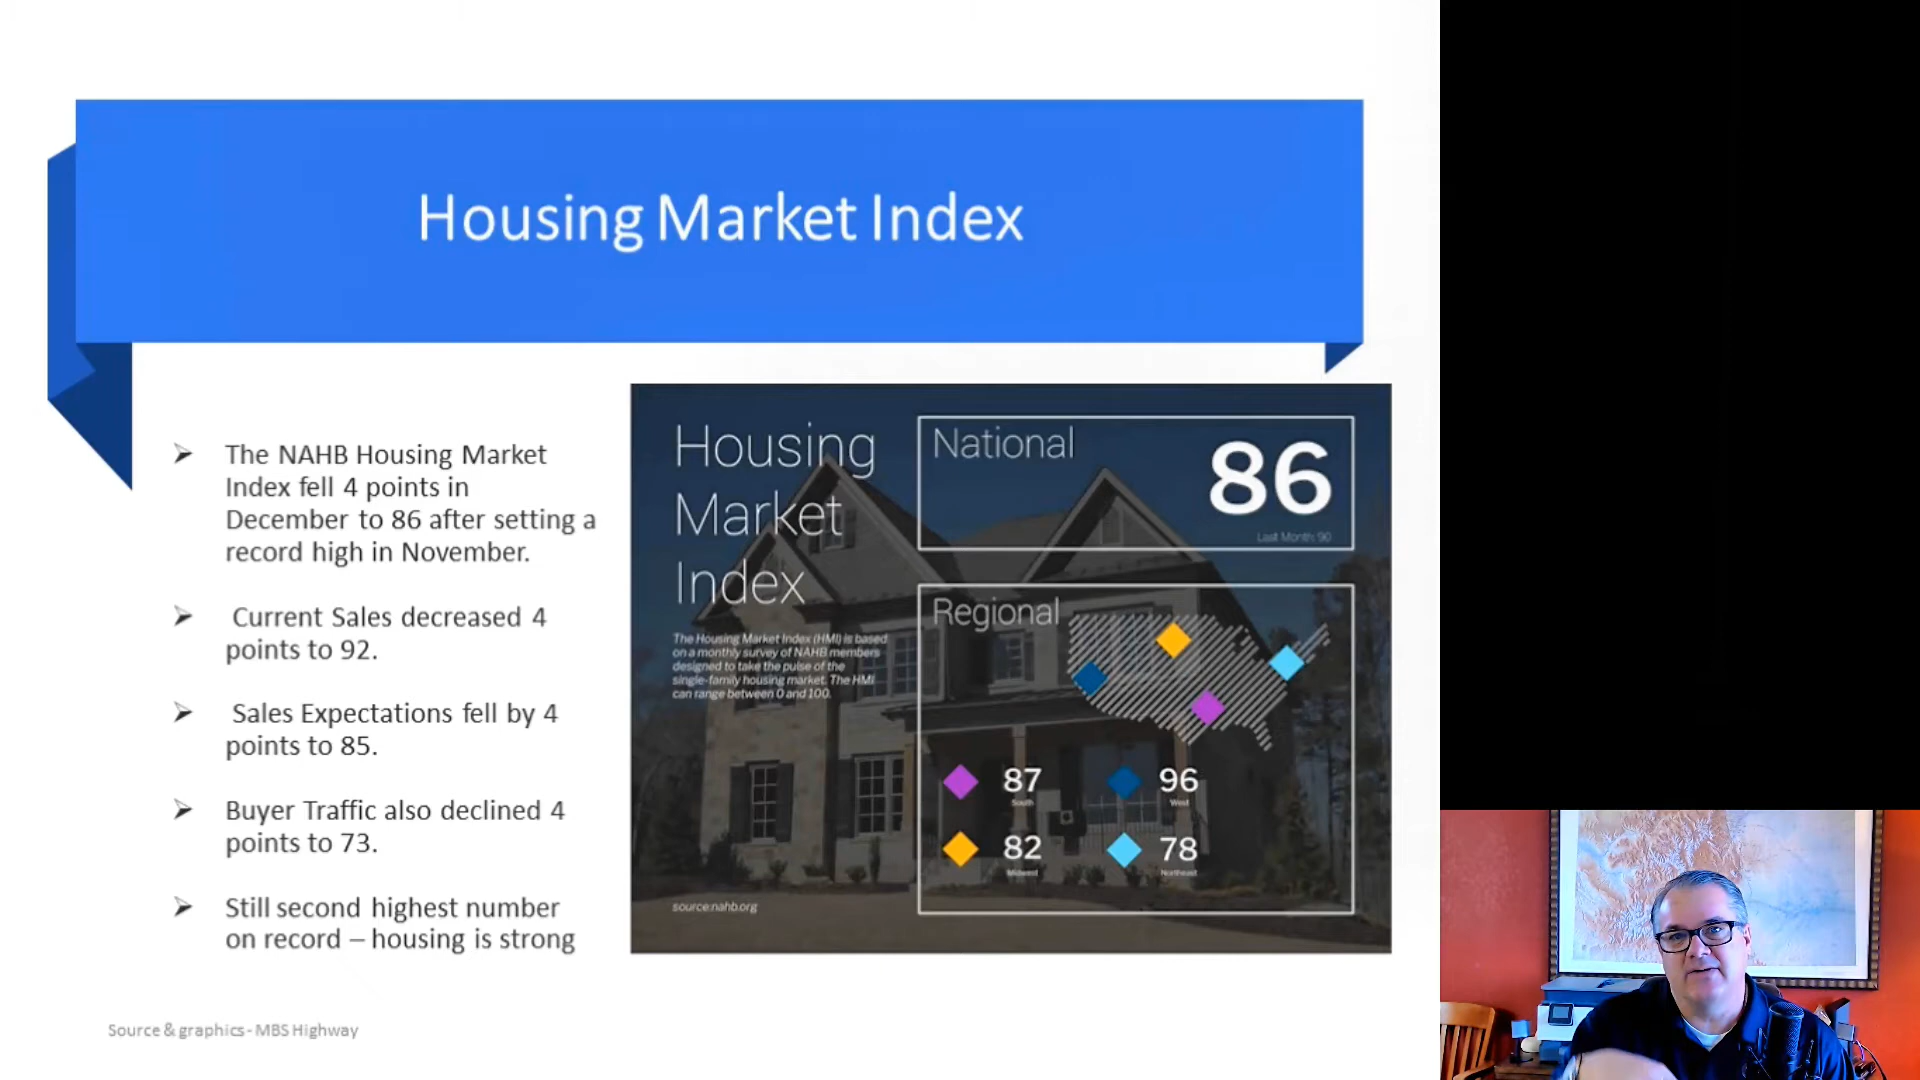 Housing Market Index
➢ The NAHB Housing Market
Index fell 4 points in
December to 86 after setting a
record high in November.
➢ Current Sales decreased 4
points to 92.
➢ Sales Expectations fell by 4
points to 85.
➢ Buyer Traffic also declined 4
points to 73.
➢ Still second highest number
on record – housing is strong
Source & graphics - MBS Highway
Housing
Market
Index
The Housing Market Index (HMI) is based
on a monthly survey of NAHB members
designed to take the pulse of the
single-family housing market. The HMI
can range between 0 and 100.
source:nahb.org
National
86
Last Month: 90
Regional
87
South
96
West
82
Midwest
78
Northeast